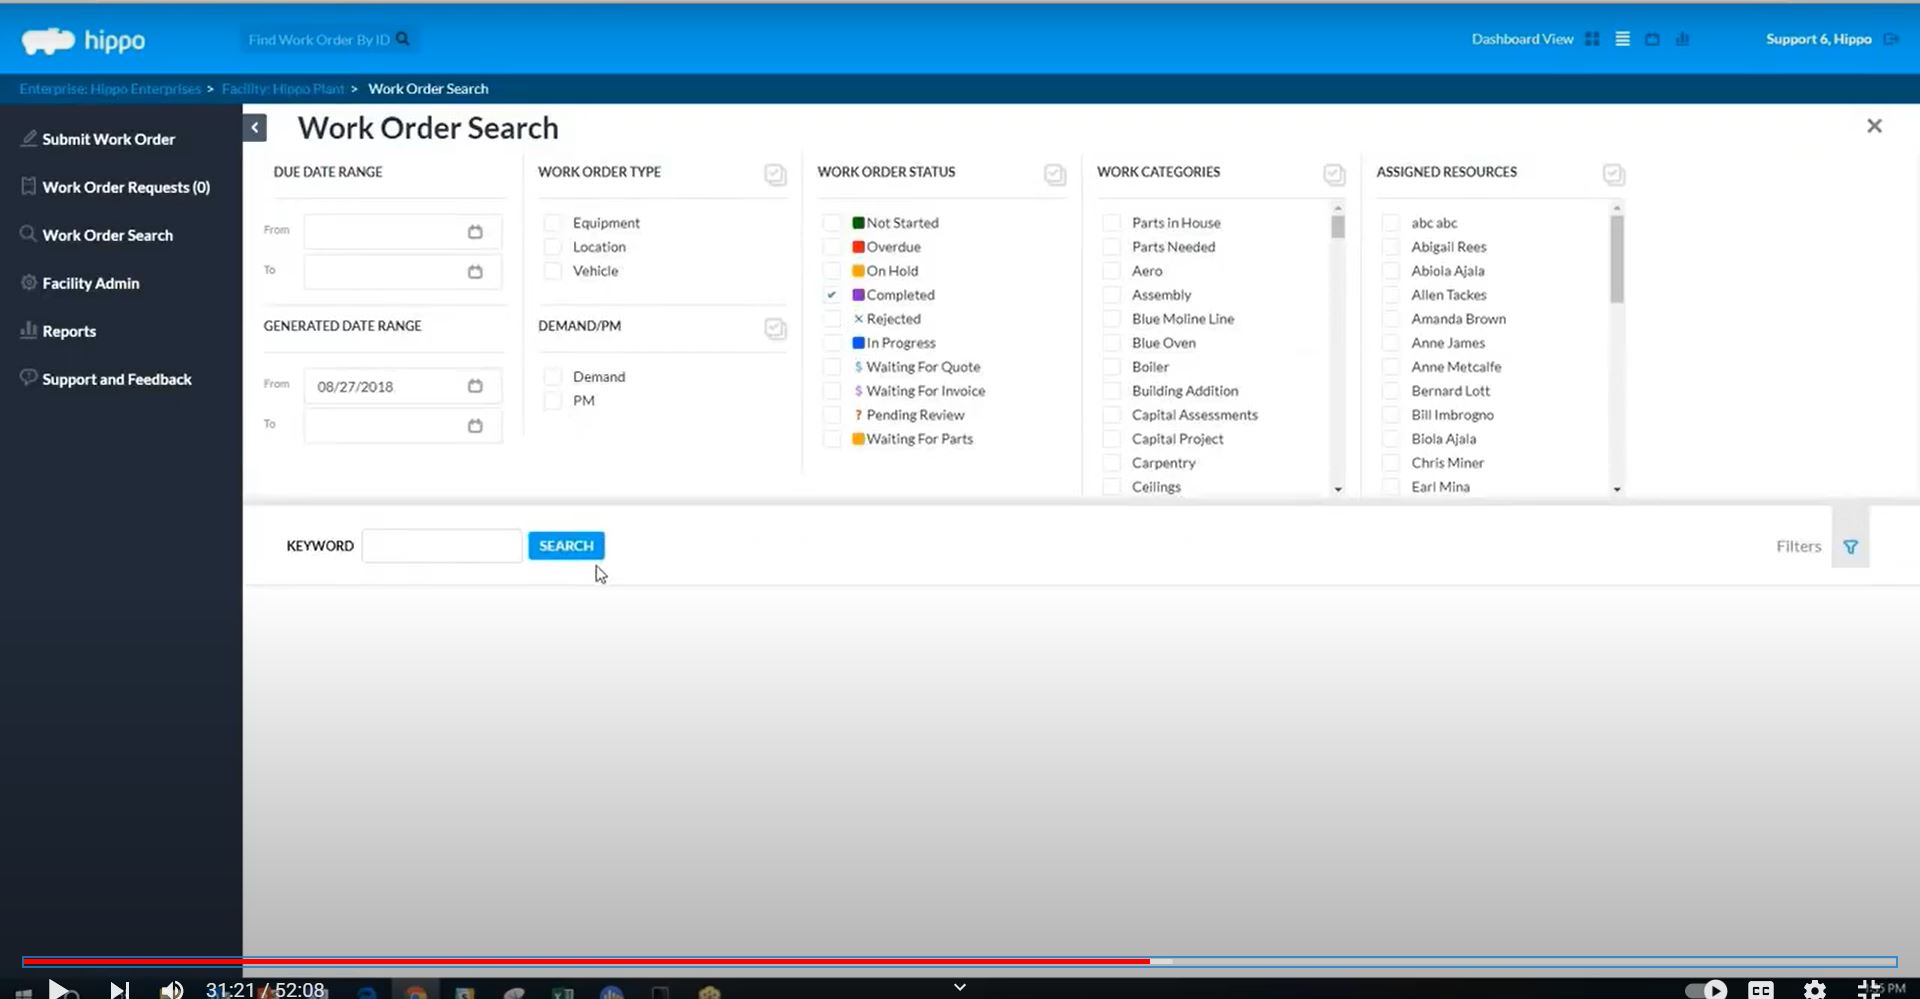 hippo
Find Work Order By ID
Dashboard View
Support 6, Hippo
Enterprise: Hippo Enterprises > Facility: Hippo Plant > Work Order Search
Submit Work Order
Work Order Requests (0)
Work Order Search
Facility Admin
Reports
Support and Feedback
Work Order Search
DUE DATE RANGE
From
To
GENERATED DATE RANGE
From 08/27/2018
To
WORK ORDER TYPE
Equipment
Location
Vehicle
DEMAND/PM
Demand
PM
WORK ORDER STATUS
Not Started
Overdue
On Hold
Completed
Rejected
In Progress
$ Waiting For Quote
$ Waiting For Invoice
? Pending Review
Waiting For Parts
WORK CATEGORIES
Parts in House
Parts Needed
Aero
Assembly
Blue Moline Line
Blue Oven
Boiler
Building Addition
Capital Assessments
Capital Project
Carpentry
Ceilings
ASSIGNED RESOURCES
abc abc
Abigail Rees
Abiola Ajala
Allen Tackes
Amanda Brown
Anne James
Anne Metcalfe
Bernard Lott
Bill Imbrogno
Biola Ajala
Chris Miner
Earl Mina
KEYWORD
SEARCH
Filters
31:21 / 52:08
CC
PM